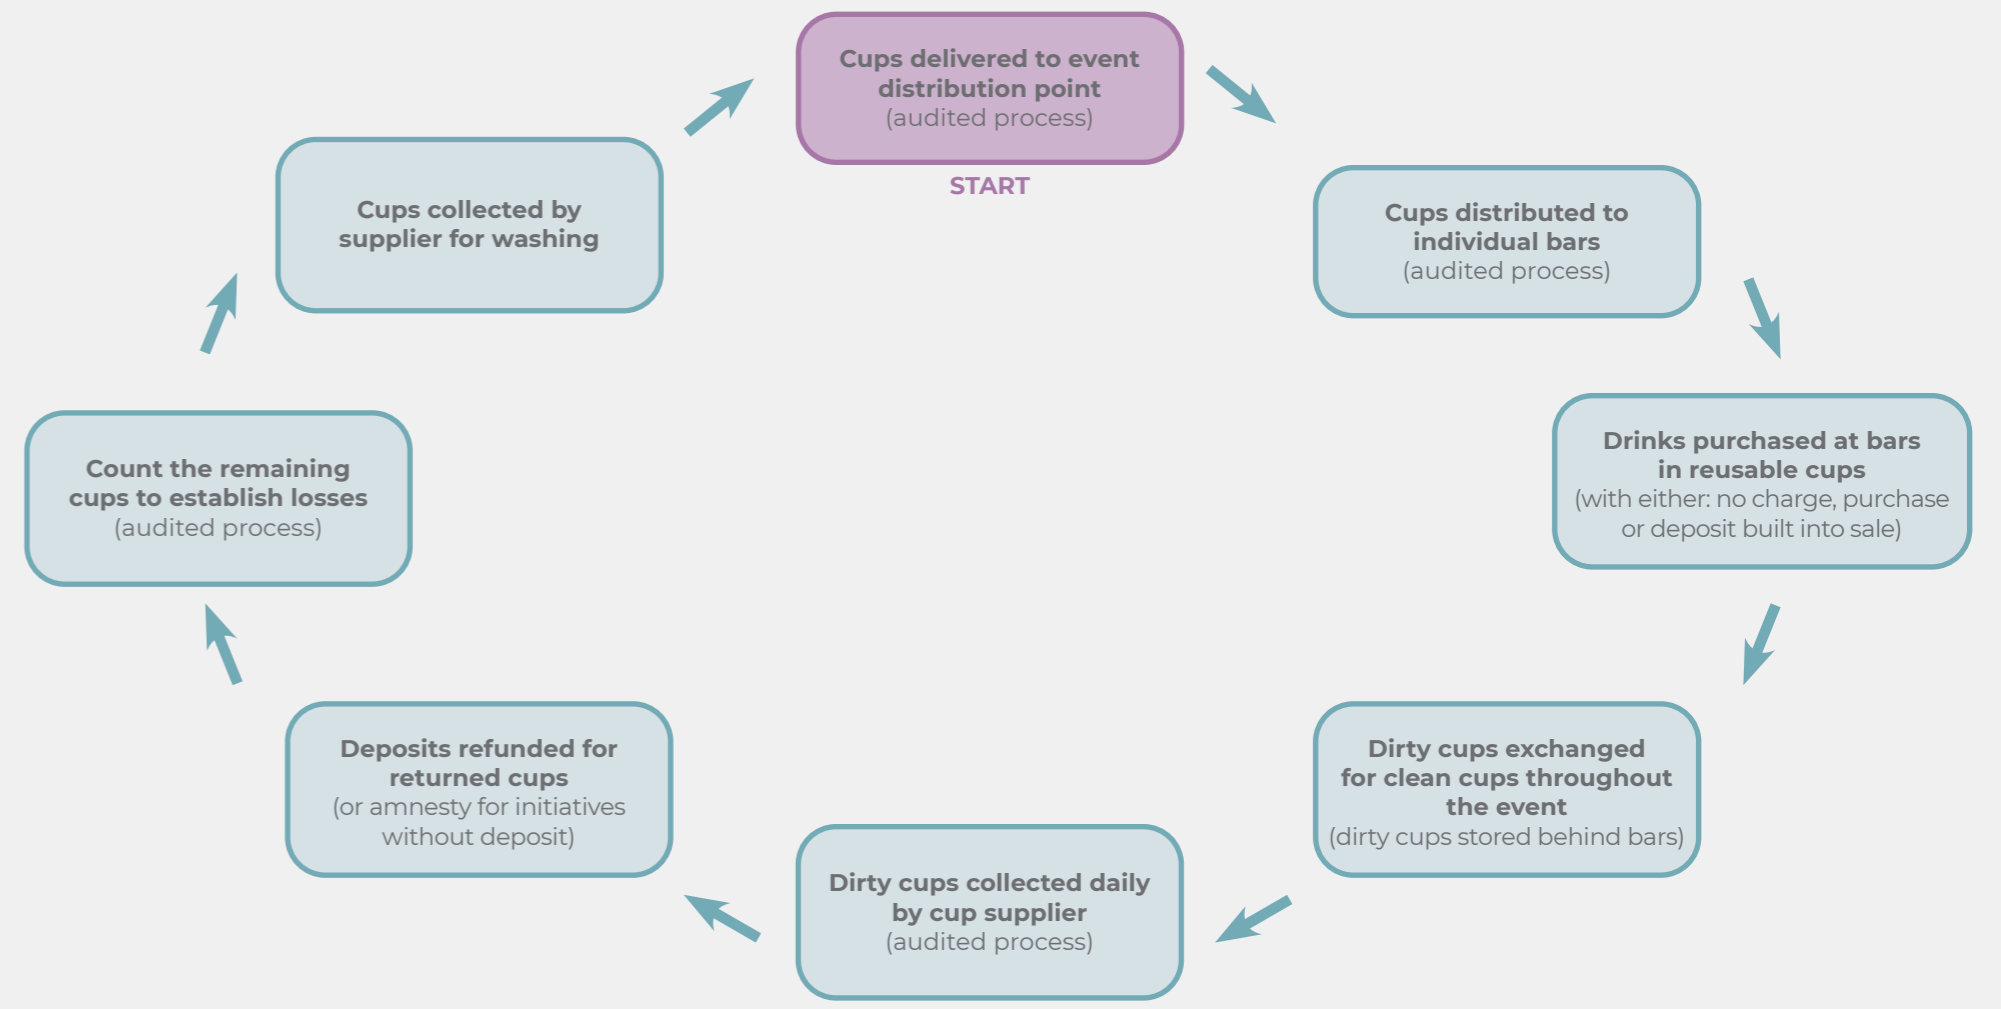 Cups delivered to event
distribution point
(audited process)
START
Cups distributed to
individual bars
(audited process)
Drinks purchased at bars
in reusable cups
(with either: no charge, purchase
or deposit built into sale)
Dirty cups exchanged
for clean cups throughout
the event
(dirty cups stored behind bars)
Dirty cups collected daily
by cup supplier
(audited process)
Deposits refunded for
returned cups
(or amnesty for initiatives
without deposit)
Count the remaining
cups to establish losses
(audited process)
Cups collected by
supplier for washing